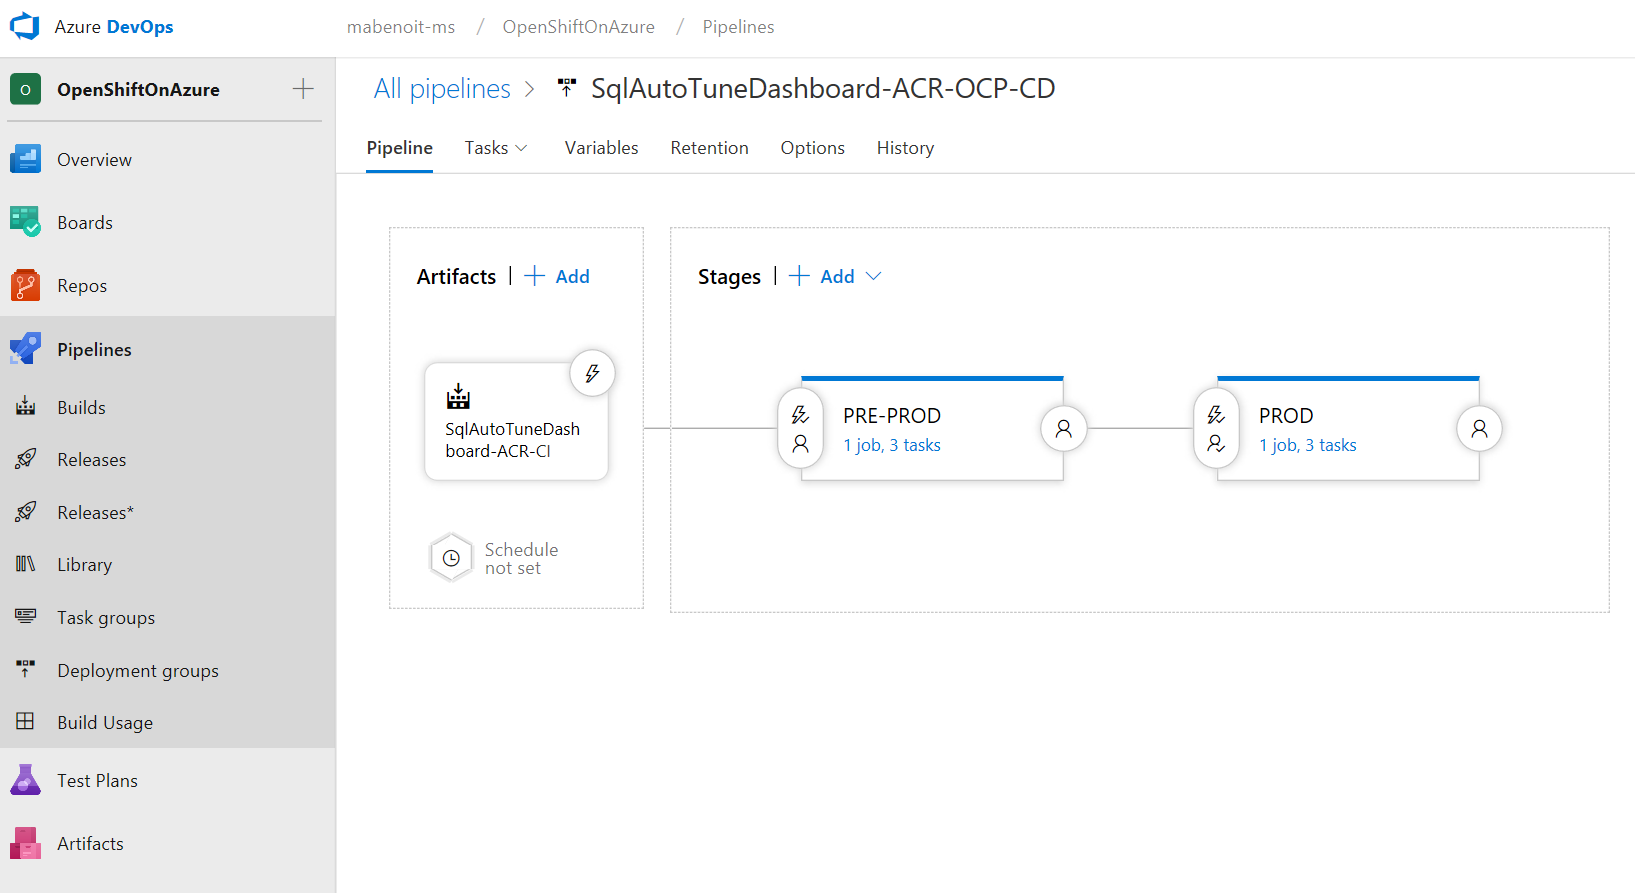 Azure DevOps
mabenoit-ms / OpenShiftOnAzure / Pipelines
O
OpenShiftOnAzure
Overview
Boards
Repos
Pipelines
Builds
Releases
Releases*
Library
Task groups
Deployment groups
Build Usage
Test Plans
Artifacts
All pipelines > SqlAutoTuneDashboard-ACR-OCP-CD
Pipeline Tasks Variables Retention Options History
Artifacts | + Add
SqlAutoTuneDash
board-ACR-CI
Schedule
not set
Stages | + Add
PRE-PROD
1 job, 3 tasks
PROD
1 job, 3 tasks